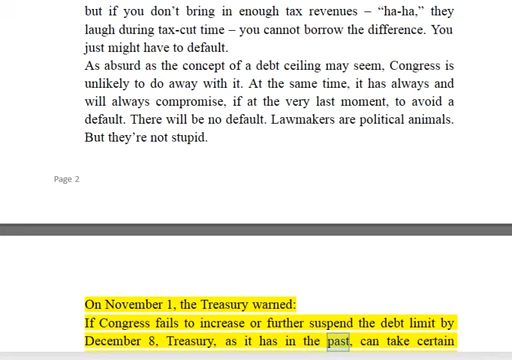 but if you don’t bring in enough tax revenues – “ha-ha,” they
laugh during tax-cut time – you cannot borrow the difference. You
just might have to default.
As absurd as the concept of a debt ceiling may seem, Congress is
unlikely to do away with it. At the same time, it has always and
will always compromise, if at the very last moment, to avoid a
default. There will be no default. Lawmakers are political animals.
But they’re not stupid.
Page 2
On November 1, the Treasury warned:
If Congress fails to increase or further suspend the debt limit by
December 8, Treasury, as it has in the past, can take certain